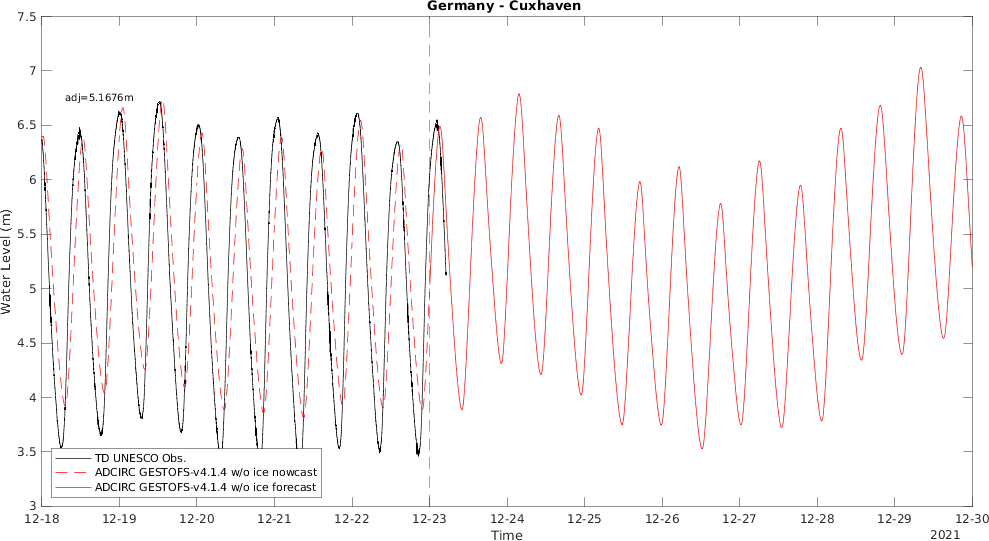 Germany - Cuxhaven
7.5
7
6.5
6
5.5
5
4.5
4
3.5
3
Water Level (m)
adj=5.1676m
TD UNESCO Obs.
ADCIRC GESTOFS-v4.1.4 w/o ice nowcast
ADCIRC GESTOFS-v4.1.4 w/o ice forecast
12-18 12-19 12-20 12-21 12-22 12-23 12-24 12-25 12-26 12-27 12-28 12-29 12-30
Time
2021